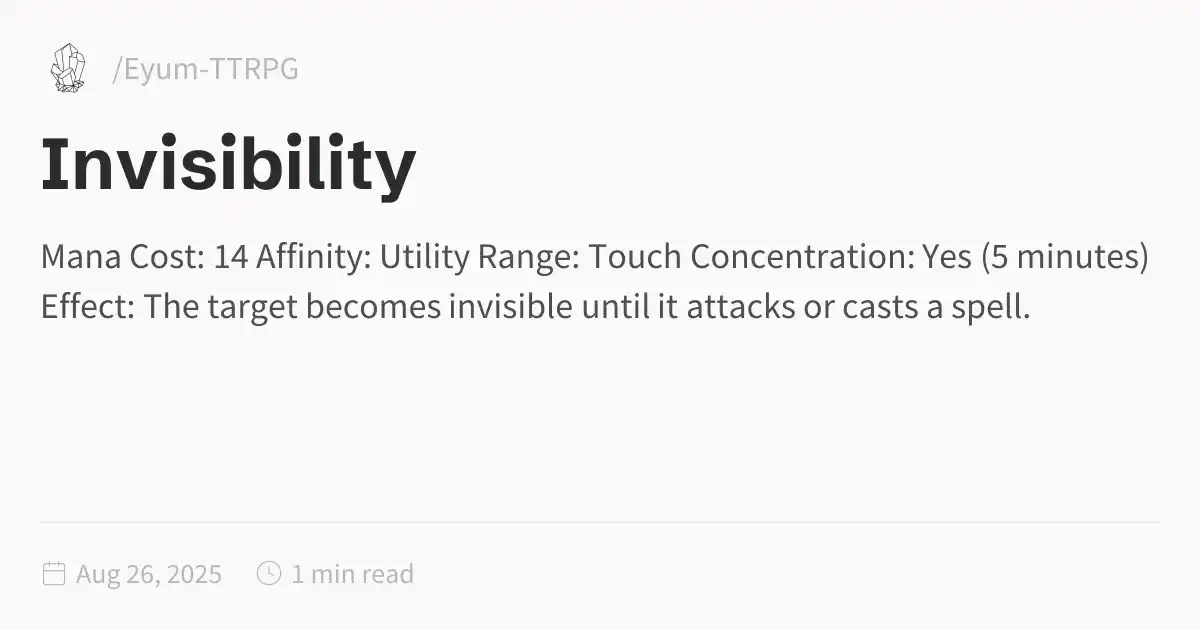 /Eyum-TTRPG
Invisibility
Mana Cost: 14 Affinity: Utility Range: Touch Concentration: Yes (5 minutes)
Effect: The target becomes invisible until it attacks or casts a spell.
Aug 26, 2025 1 min read